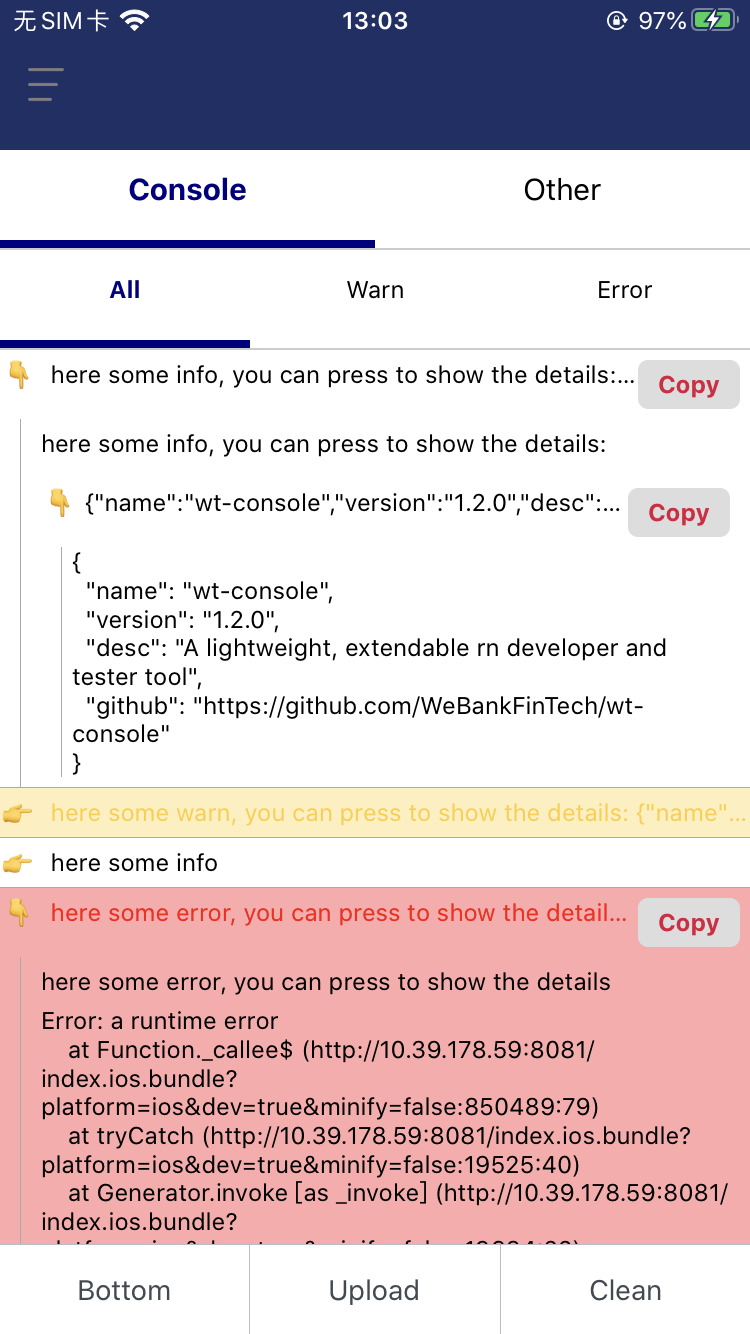 无SIM卡 13:03 97%
Console Other
All Warn Error
here some info, you can press to show the details:... Copy
here some info, you can press to show the details:
{"name":"wt-console","version":"1.2.0","desc":... Copy
{
"name": "wt-console",
"version": "1.2.0",
"desc": "A lightweight, extendable rn developer and
tester tool",
"github": "https://github.com/WeBankFinTech/wt-
console"
}
here some warn, you can press to show the details: {"name"...
here some info
here some error, you can press to show the detail... Copy
here some error, you can press to show the details
Error: a runtime error
at Function._callee$ (http://10.39.178.59:8081/
index.ios.bundle?
platform=ios&dev=true&minify=false:850489:79)
at tryCatch (http://10.39.178.59:8081/index.ios.bundle?
platform=ios&dev=true&minify=false:19525:40)
at Generator.invoke [as _invoke] (http://10.39.178.59:8081/
index.ios.bundle?
Bottom Upload Clean